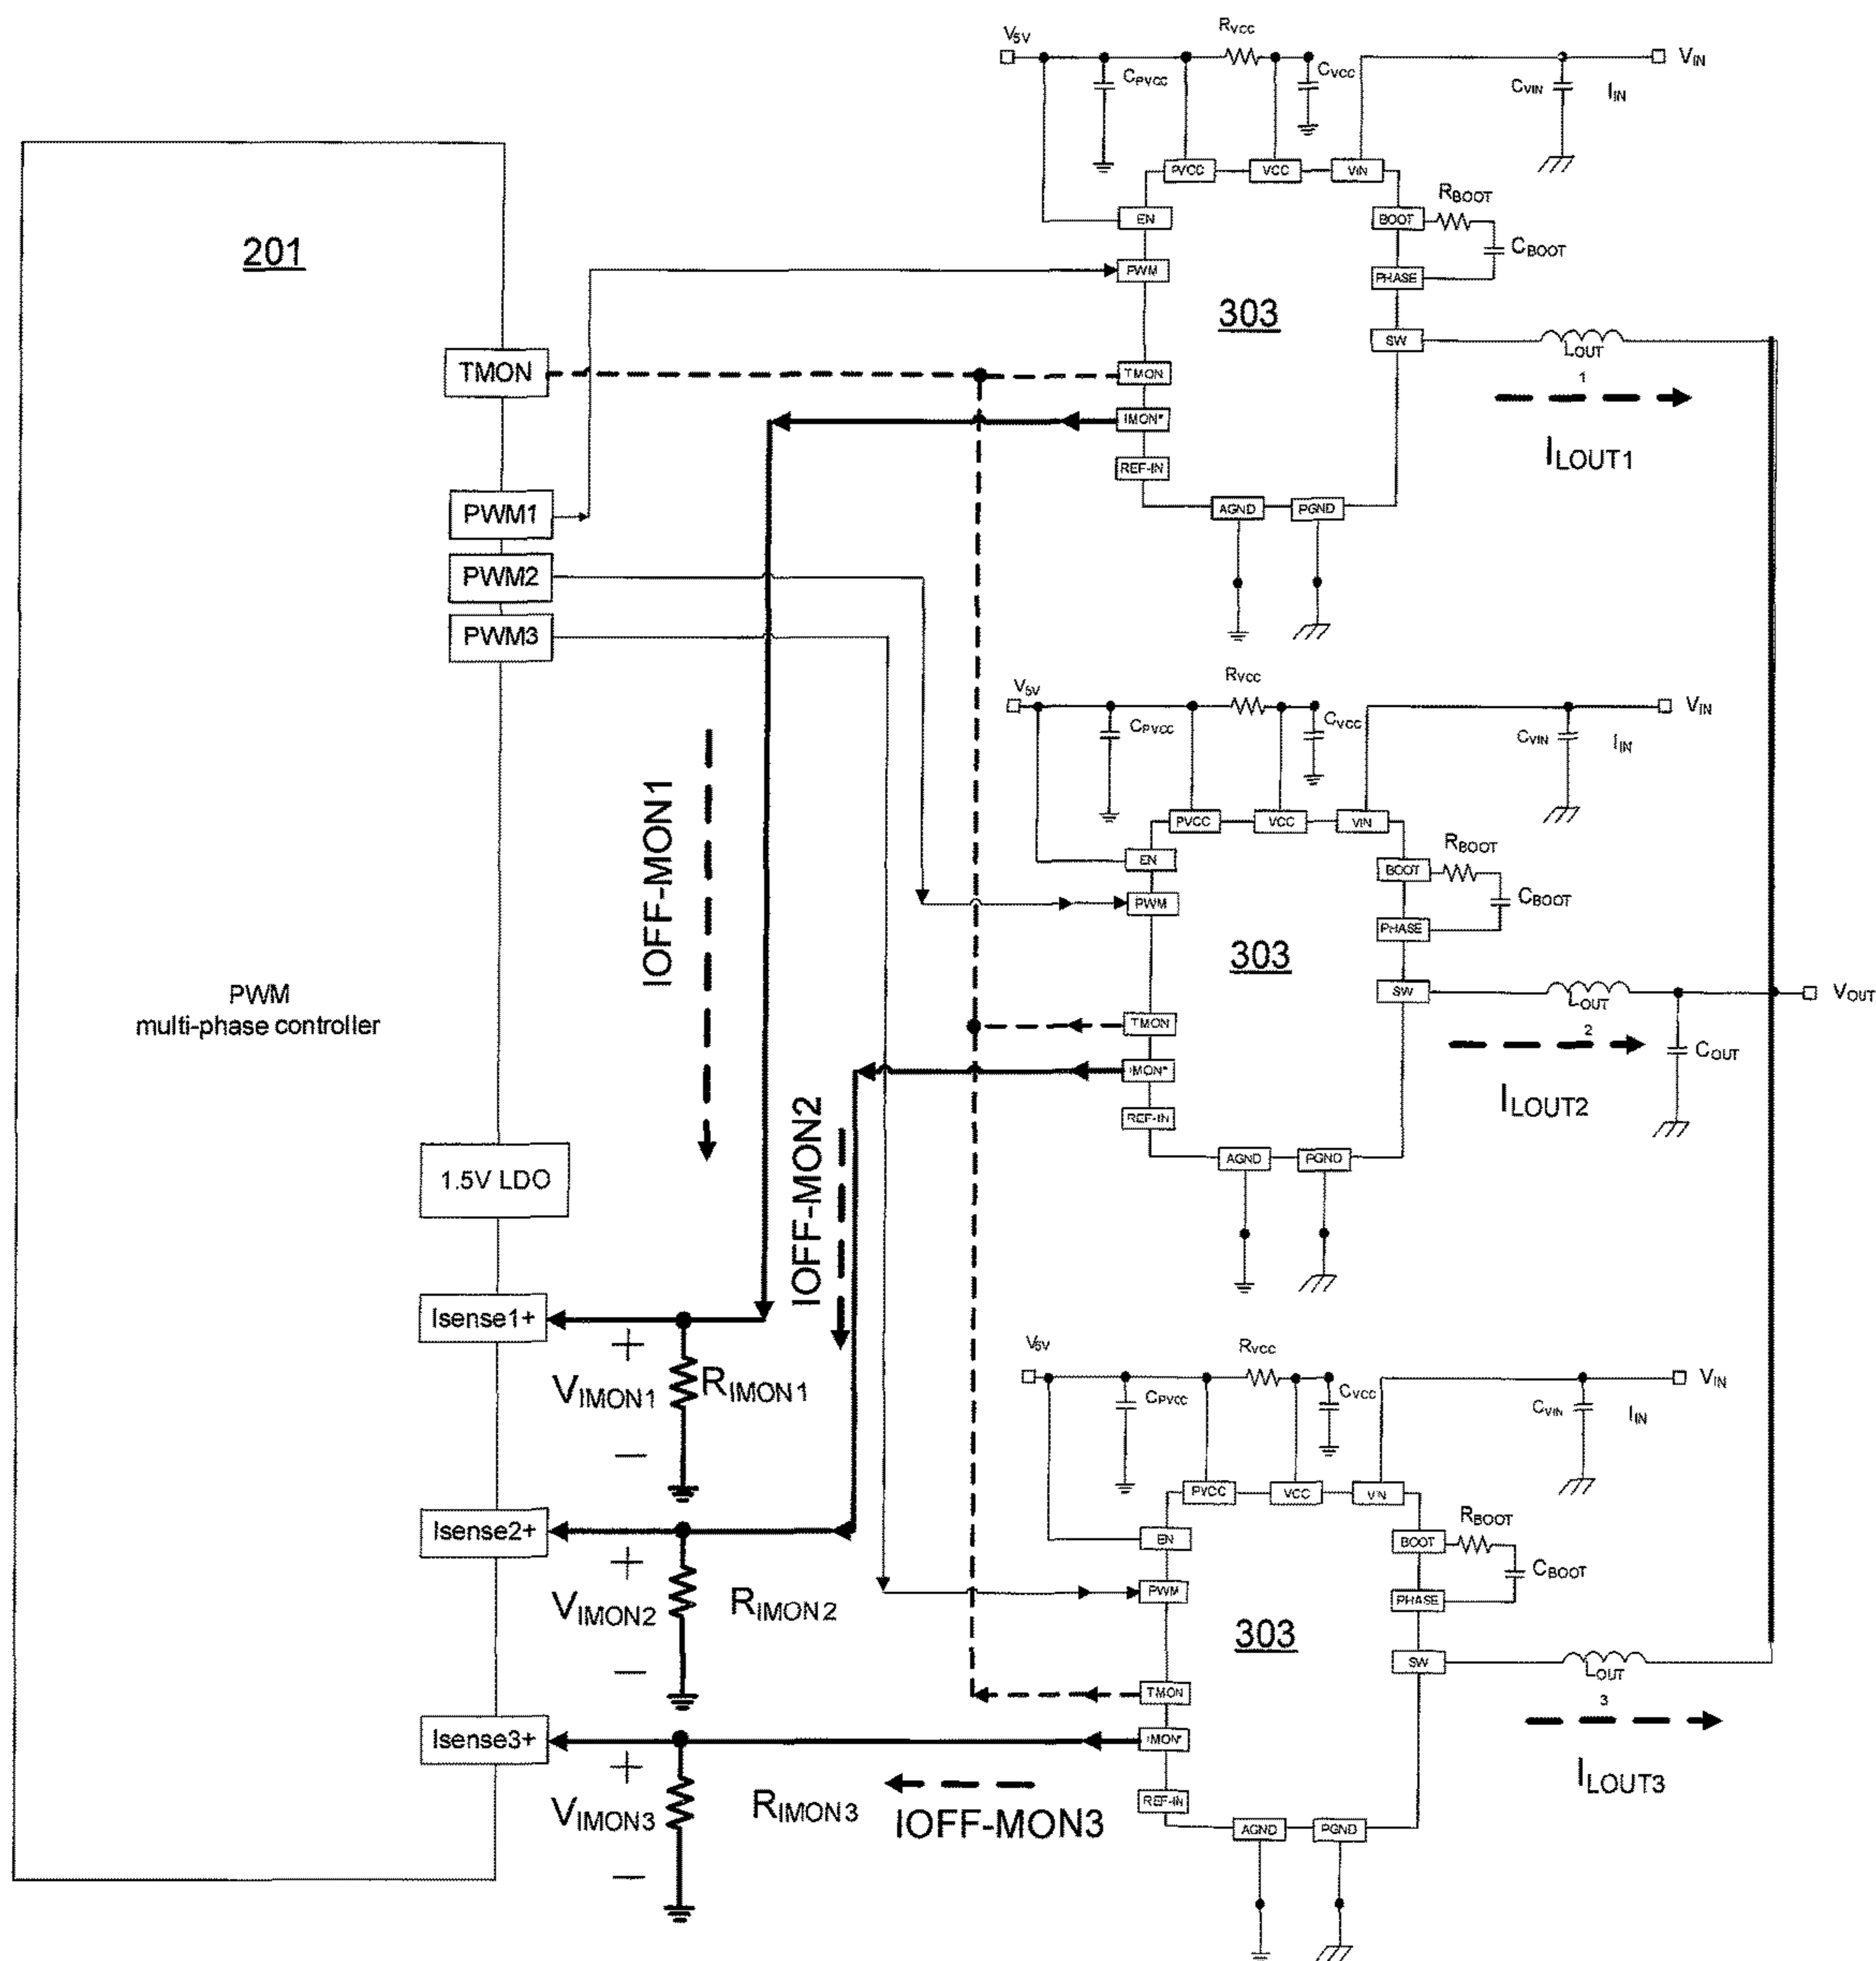 201
PWM
multi-phase controller
TMON
PWM1
PWM2
PWM3
1.5V LDO
Isense1+
Isense2+
Isense3+
IOFF-MON1
IOFF-MON2
IOFF-MON3
+
VIMON1
−
RIMON1
+
VIMON2
−
RIMON2
+
VIMON3
−
RIMON3
V5V
CPVCC
RVCC
CVCC
CVIN
IIN
VIN
PVCC
VCC
VIN
EN
PWM
TMON
IMON*
REF-IN
AGND
PGND
BOOT
PHASE
SW
303
RBOOT
CBOOT
LOUT
1
ILOUT1
V5V
CPVCC
RVCC
CVCC
CVIN
IIN
VIN
PVCC
VCC
VIN
EN
PWM
TMON
IMON*
REF-IN
AGND
PGND
BOOT
PHASE
SW
303
RBOOT
CBOOT
LOUT
2
ILOUT2
COUT
VOUT
V5V
CPVCC
RVCC
CVCC
CVIN
IIN
VIN
PVCC
VCC
VIN
EN
PWM
TMON
IMON*
REF-IN
AGND
PGND
BOOT
PHASE
SW
303
RBOOT
CBOOT
LOUT
3
ILOUT3